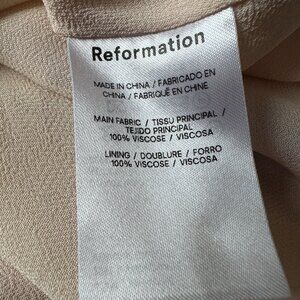 Reformation
MADE IN CHINA / FABRICADO EN
CHINA / FABRIQUÉ EN CHINE
MAIN FABRIC / TISSU PRINCIPAL /
TEJIDO PRINCIPAL
100% VISCOSE / VISCOSA
LINING / DOUBLURE / FORRO
100% VISCOSE / VISCOSA